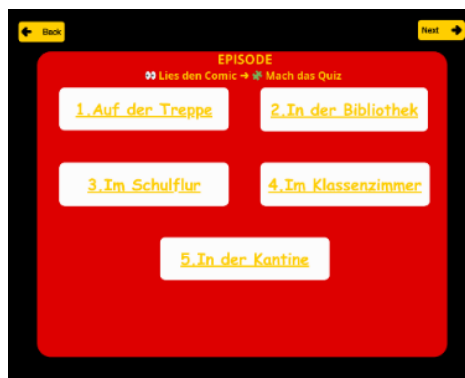 Back
Next
EPISODE
👀 Lies den Comic ➜ 🧩 Mach das Quiz
1.Auf der Treppe
2.In der Bibliothek
3.Im Schulflur
4.Im Klassenzimmer
5.In der Kantine